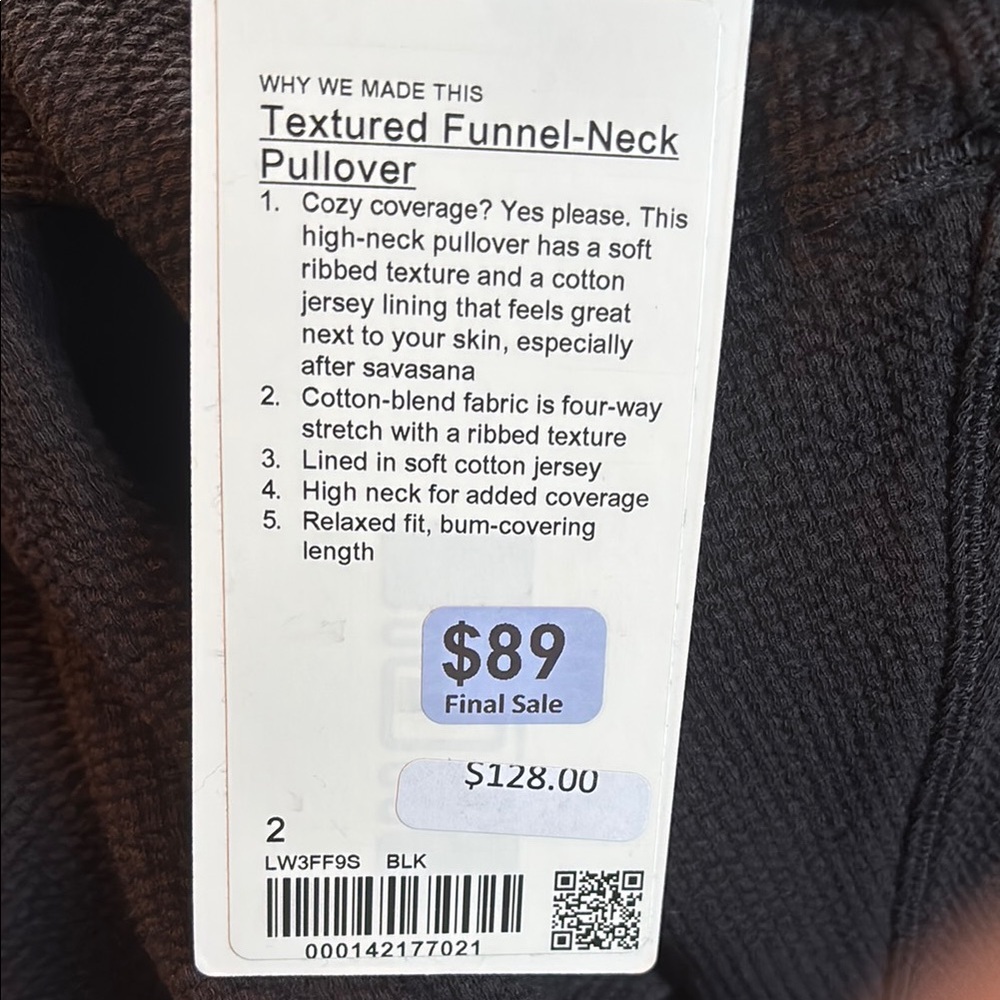 WHY WE MADE THIS
Textured Funnel-Neck
Pullover
1. Cozy coverage? Yes please. This
high-neck pullover has a soft
ribbed texture and a cotton
jersey lining that feels great
next to your skin, especially
after savasana
2. Cotton-blend fabric is four-way
stretch with a ribbed texture
3. Lined in soft cotton jersey
4. High neck for added coverage
5. Relaxed fit, bum-covering
length
$89
Final Sale
$128.00
2
LW3FF9S BLK
000142177021